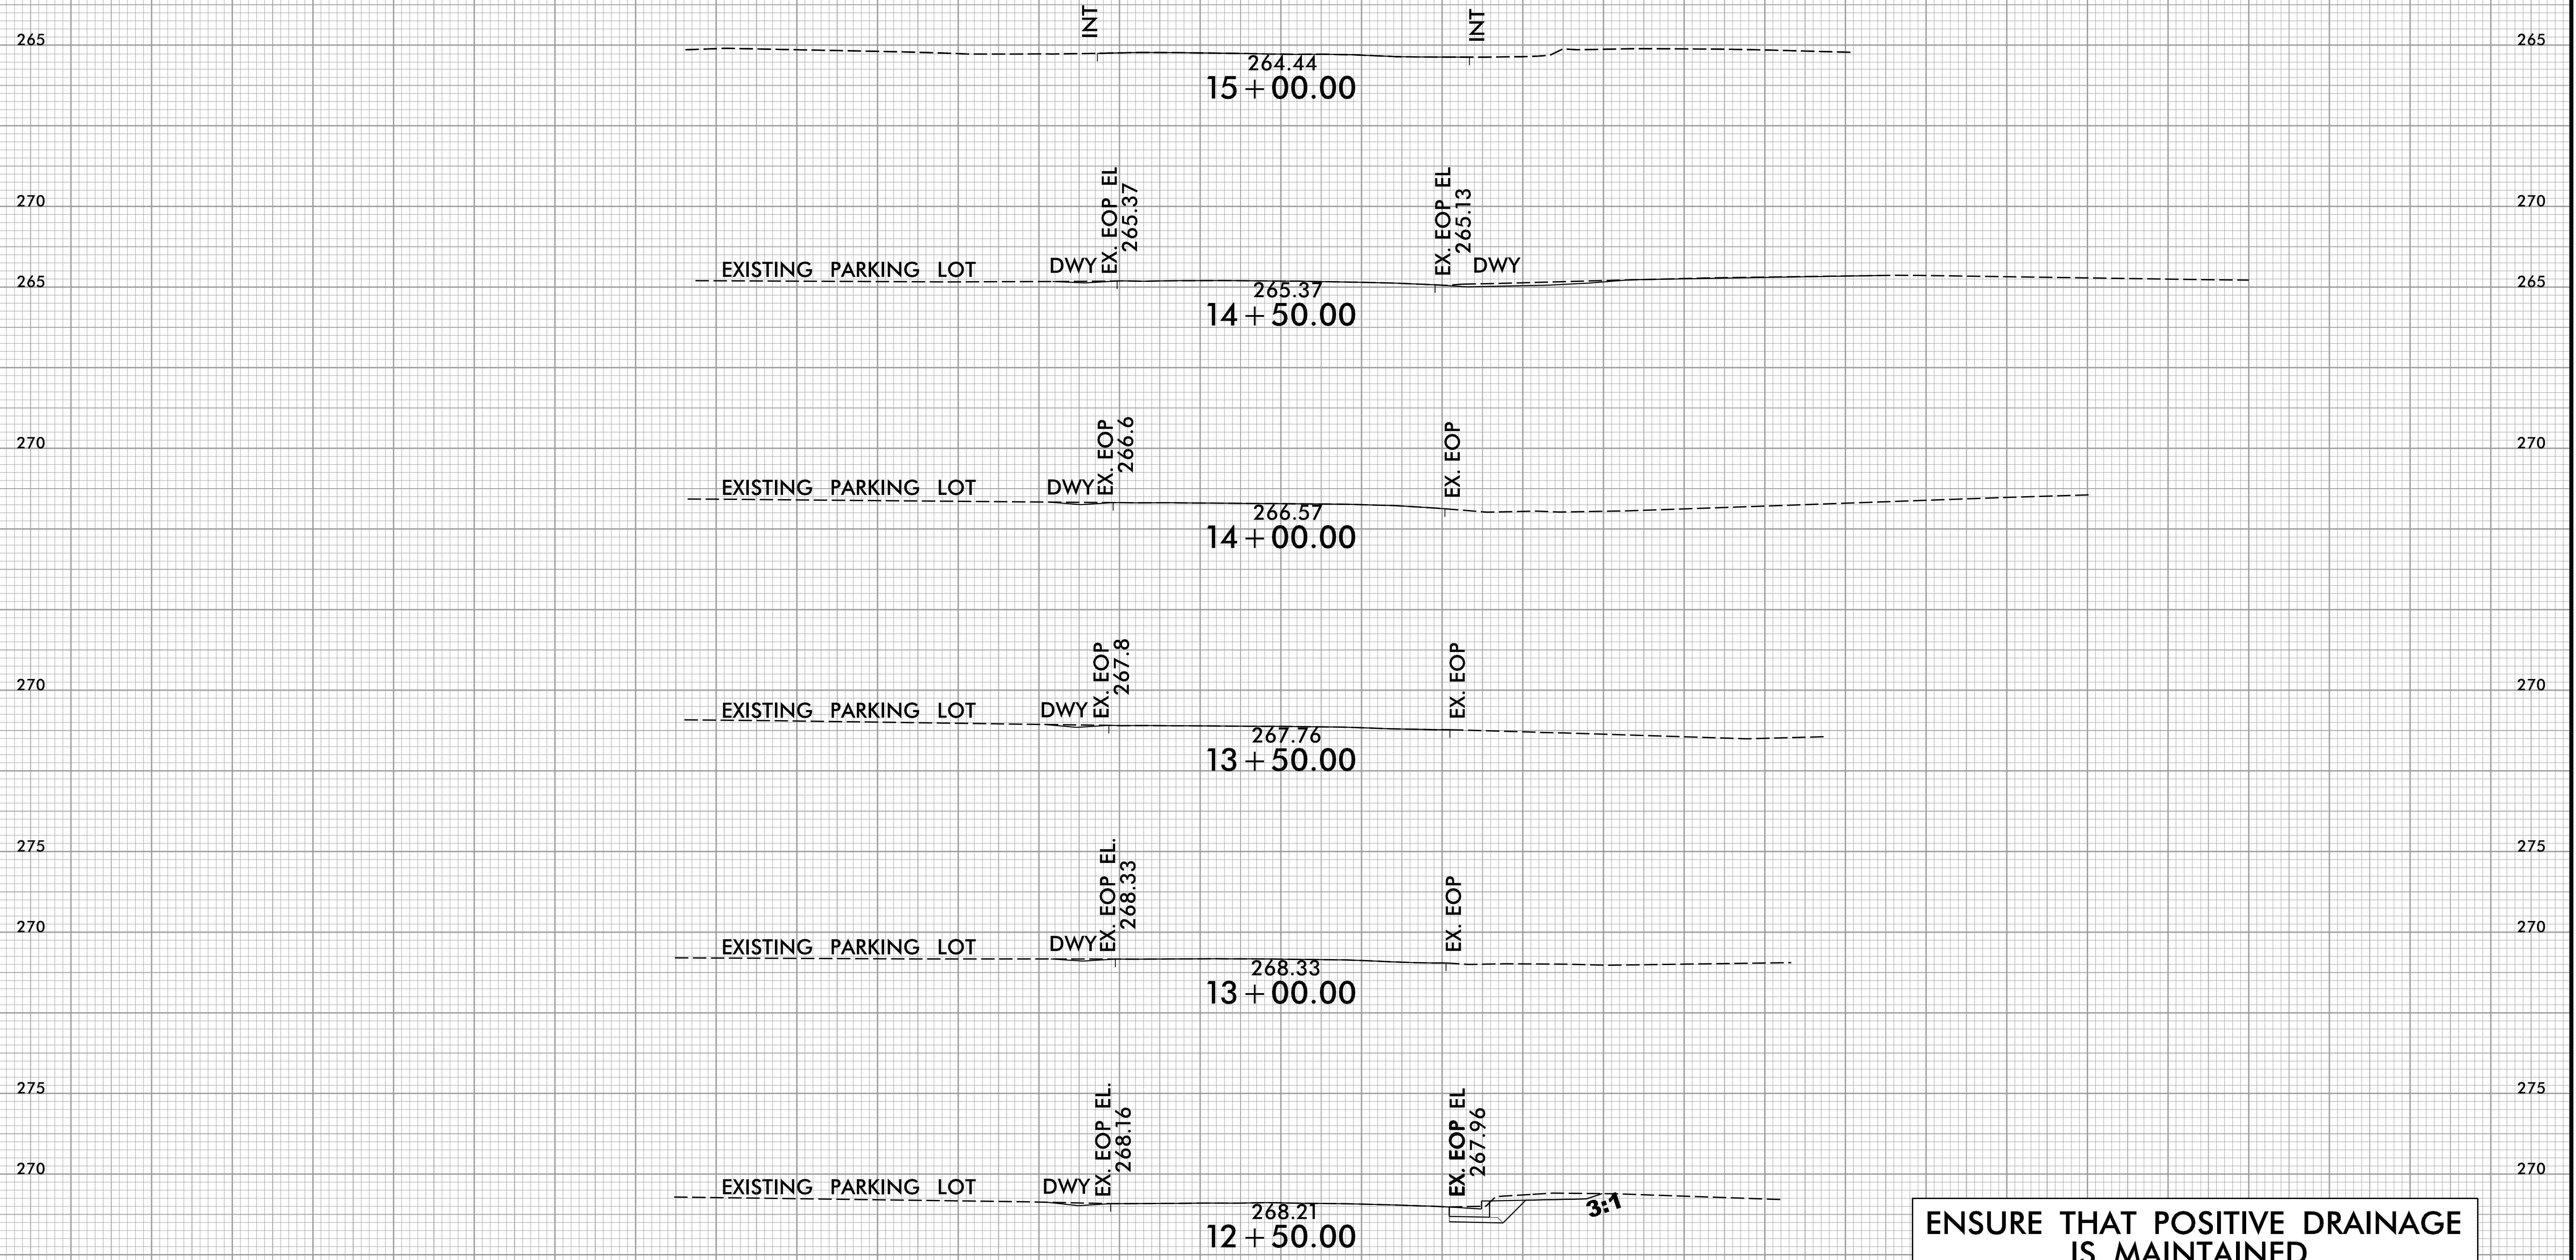 INT
INT
265
265
264.44
15+00.00
EX. EOP EL
265.37
EX. EOP EL
265.13
270
270
EXISTING PARKING LOT
DWY
DWY
265
265
265.37
14+50.00
EX. EOP
266.6
EX. EOP
270
270
EXISTING PARKING LOT
DWY
266.57
14+00.00
EX. EOP
267.8
EX. EOP
270
270
EXISTING PARKING LOT
DWY
267.76
13+50.00
275
275
EX. EOP EL.
268.33
EX. EOP
270
270
EXISTING PARKING LOT
DWY
268.33
13+00.00
275
275
EX. EOP EL.
268.16
EX. EOP EL
267.96
270
270
EXISTING PARKING LOT
DWY
3:1
268.21
12+50.00
ENSURE THAT POSITIVE DRAINAGE
IS MAINTAINED